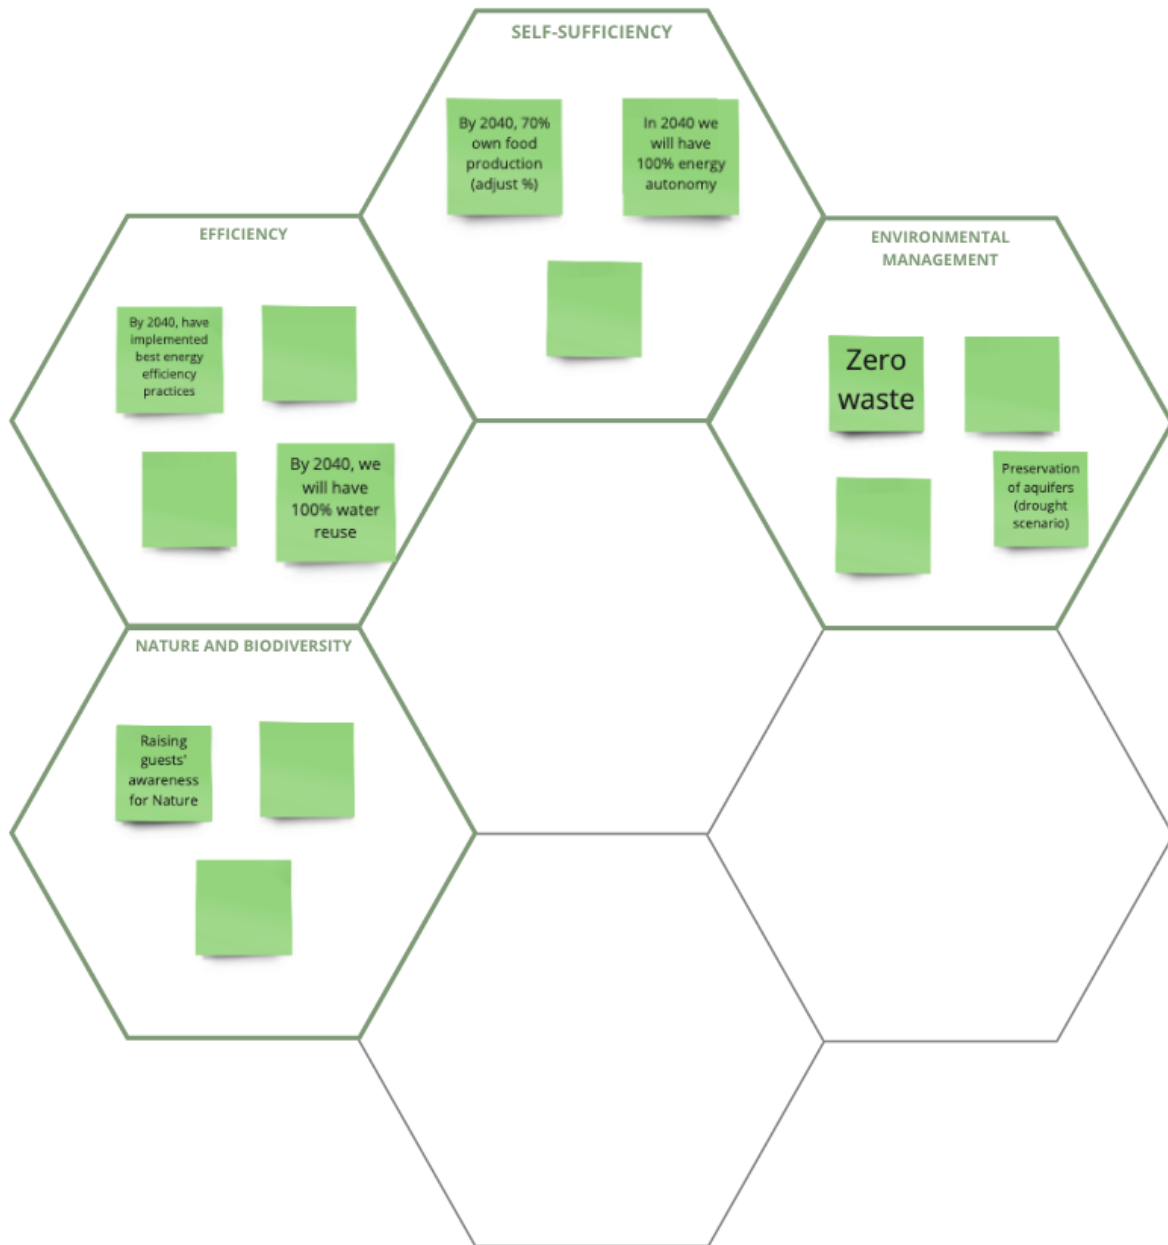 SELF-SUFFICIENCY
By 2040, 70%
own food
production
(adjust %)
In 2040 we
will have
100% energy
autonomy
EFFICIENCY
By 2040, have
implemented
best energy
efficiency
practices
By 2040, we
will have
100% water
reuse
ENVIRONMENTAL
MANAGEMENT
Zero
waste
Preservation
of aquifers
(drought
scenario)
NATURE AND BIODIVERSITY
Raising
guests'
awareness
for Nature